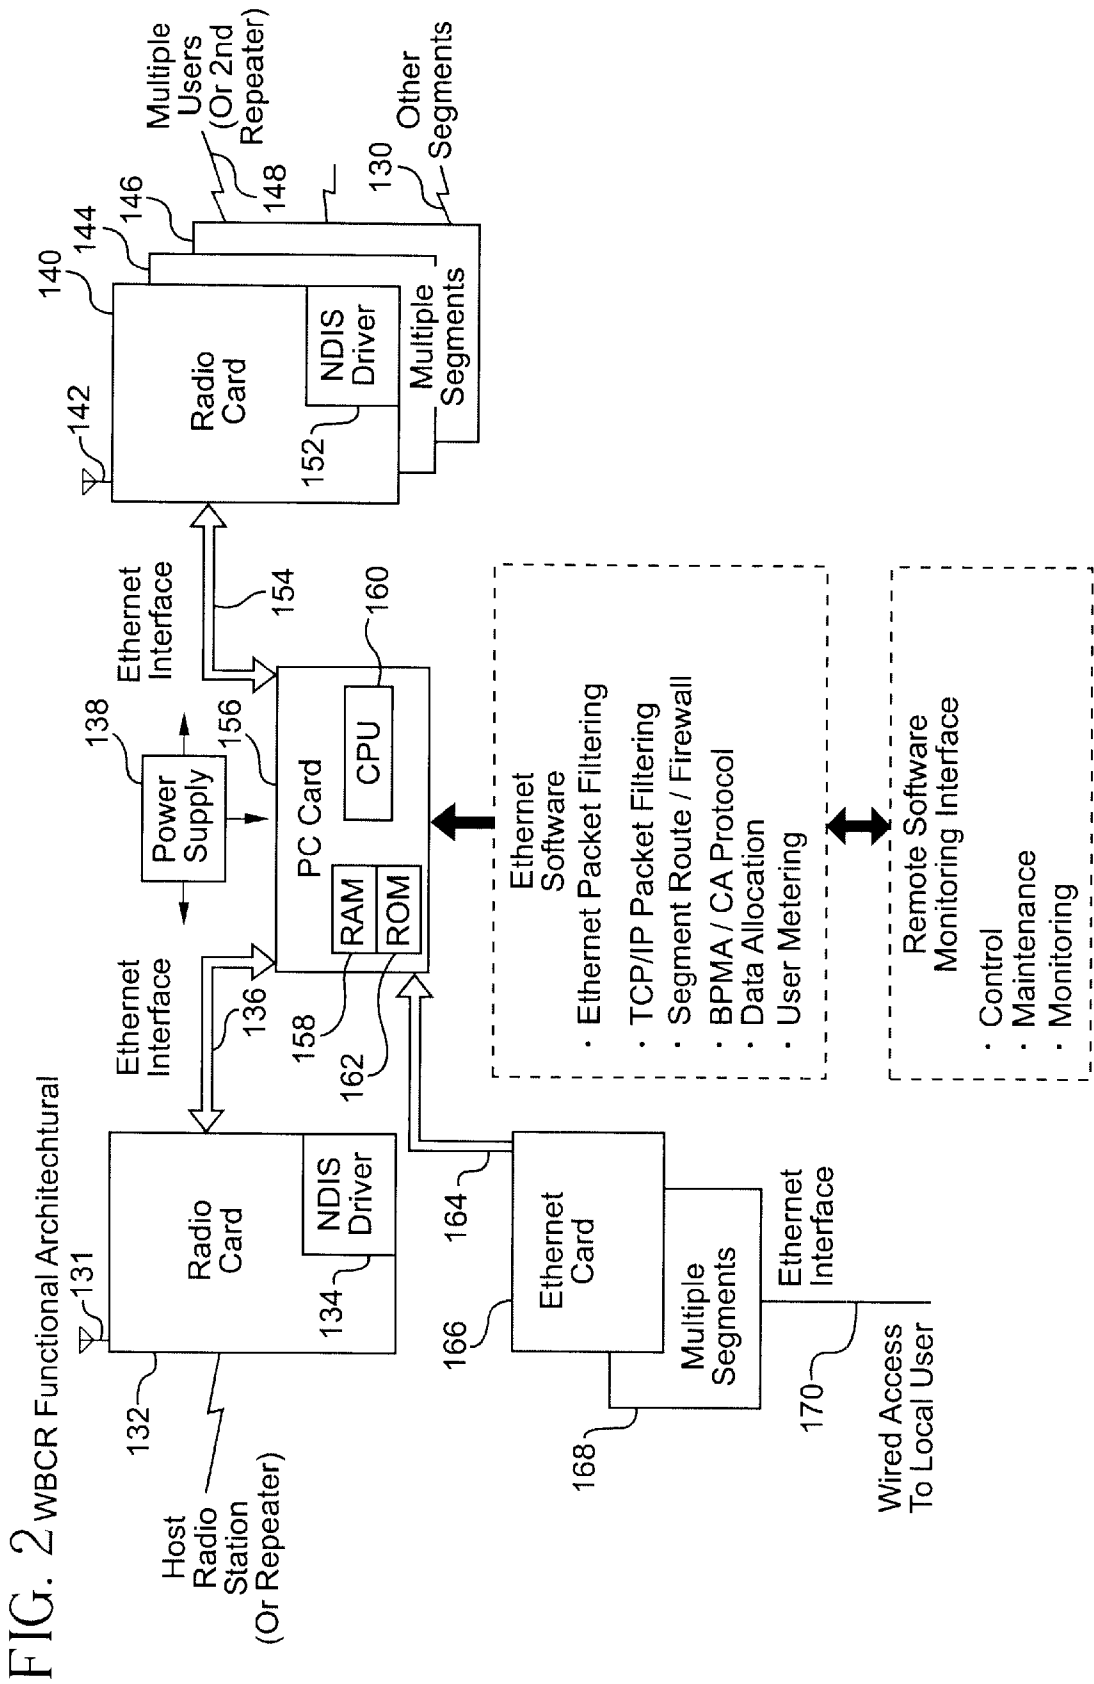 FIG. 2 WBCR Functional Architechtural
131
132
Host
Radio
Station
(Or Repeater)
Radio
Card
NDIS
Driver
134
Ethernet
Interface
136
138
Power
Supply
156
PC Card
RAM
ROM
CPU
158
162
160
Ethernet
Interface
154
142
140
144
146
Radio
Card
NDIS
Driver
152
Multiple
Segments
Multiple
Users
(Or 2nd
Repeater)
148
130
Other
Segments
164
166
Ethernet
Card
Multiple
Segments
168
Ethernet
Interface
170
Wired Access
To Local User
Ethernet
Software
· Ethernet Packet Filtering
· TCP/IP Packet Filtering
· Segment Route / Firewall
· BPMA / CA Protocol
· Data Allocation
· User Metering
Remote Software
Monitoring Interface
· Control
· Maintenance
· Monitoring